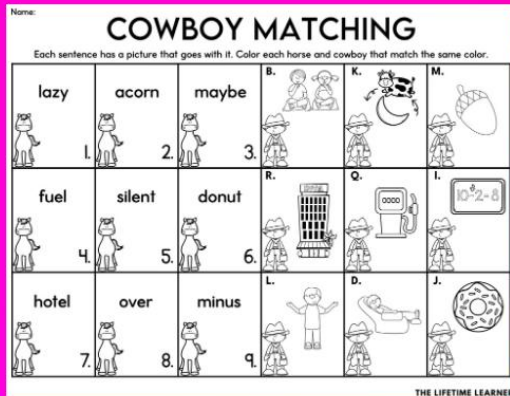 Name:
COWBOY MATCHING
Each sentence has a picture that goes with it. Color each horse and cowboy that match the same color.
lazy acorn maybe B. K. M.
1. 2. 3.
fuel silent donut R. Q. I.
HOTEL 0000 10-2=8
4. 5. 6.
hotel over minus L. D. J.
7. 8. 9.
THE LIFETIME LEARNER